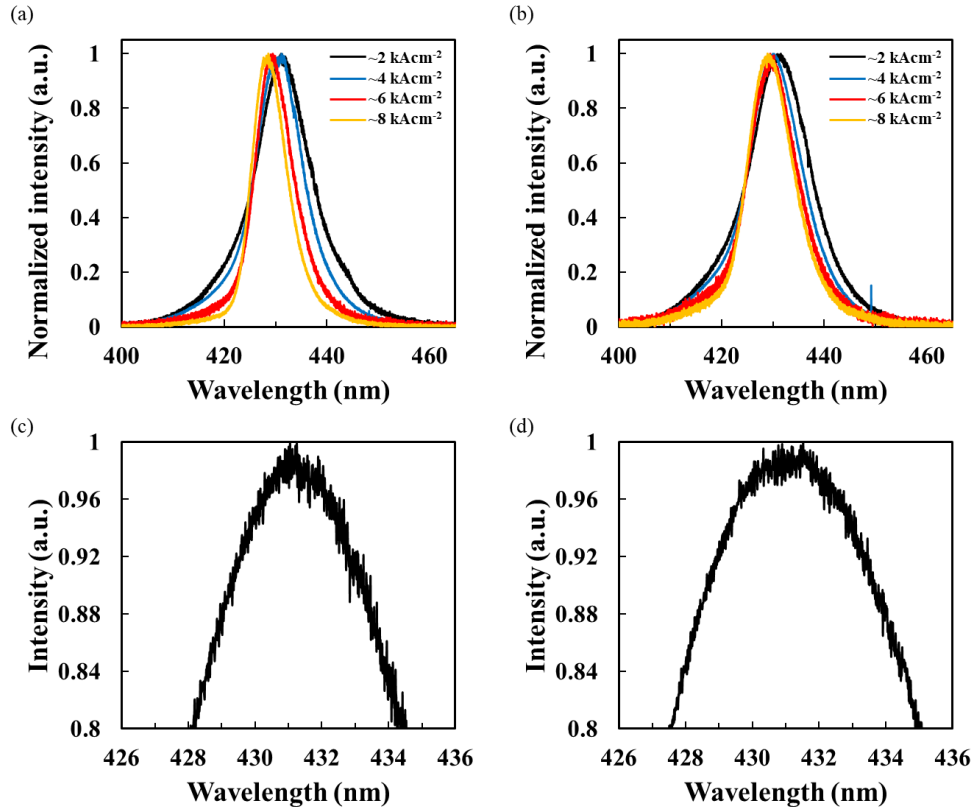 (a)
Normalized intensity (a.u.)
1
0.8
0.6
0.4
0.2
0
~2 kAcm-2
~4 kAcm-2
~6 kAcm-2
~8 kAcm-2
400 420 440 460
Wavelength (nm)
(b)
Normalized intensity (a.u.)
1
0.8
0.6
0.4
0.2
0
~2 kAcm-2
~4 kAcm-2
~6 kAcm-2
~8 kAcm-2
400 420 440 460
Wavelength (nm)
(c)
Intensity (a.u.)
1
0.96
0.92
0.88
0.84
0.8
426 428 430 432 434 436
Wavelength (nm)
(d)
Intensity (a.u.)
1
0.96
0.92
0.88
0.84
0.8
426 428 430 432 434 436
Wavelength (nm)